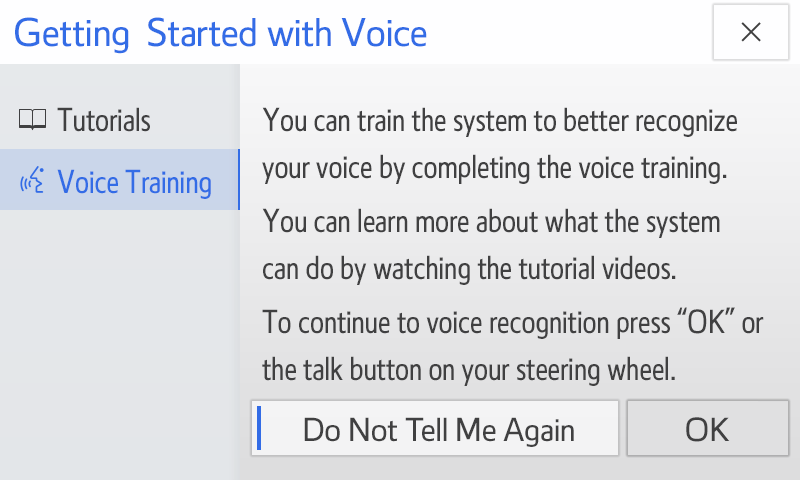 Getting Started with Voice
Tutorials
Voice Training
You can train the system to better recognize
your voice by completing the voice training.
You can learn more about what the system
can do by watching the tutorial videos.
To continue to voice recognition press “OK” or
the talk button on your steering wheel.
Do Not Tell Me Again
OK